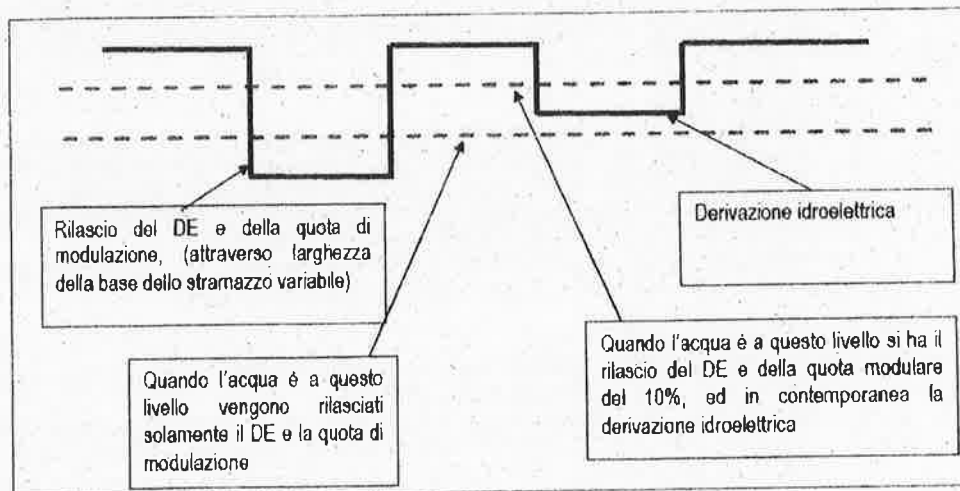 Rilascio del DE e della quota di
modulazione, (attraverso larghezza
della base dello stramazzo variabile)
Derivazione idroelettrica
Quando l'acqua é a questo
livello vengono rilasciati
solamente il DE e la quota di
modulazione
Quando l'acqua é a questo livello si ha il
rilascio del DE e della quota modulare
del 10%, ed in contemporanea la
derivazione idroelettrica